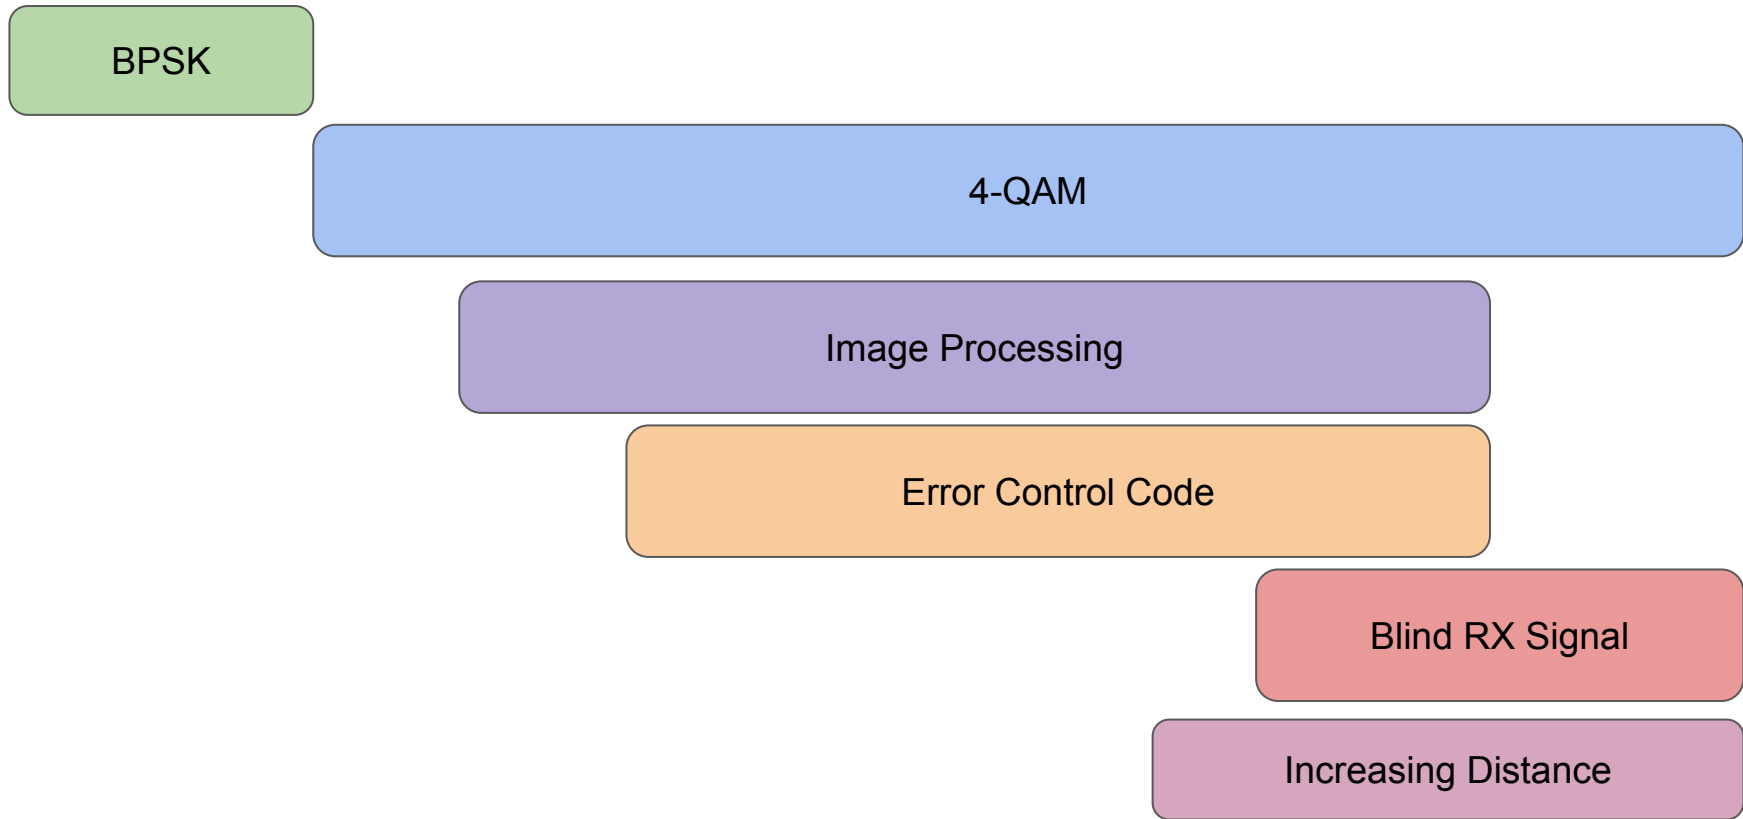 BPSK
4-QAM
Image Processing
Error Control Code
Blind RX Signal
Increasing Distance